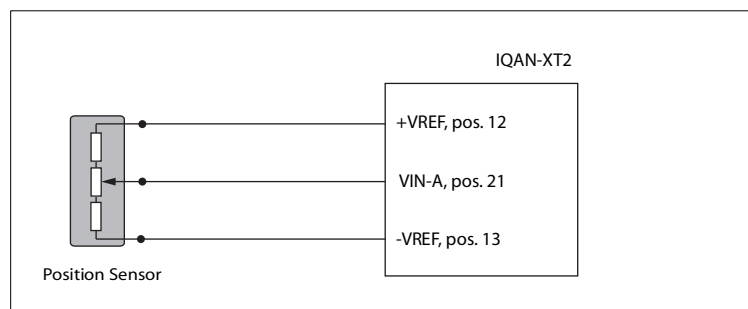 IQAN-XT2
+VREF, pos. 12
VIN-A, pos. 21
-VREF, pos. 13
Position Sensor